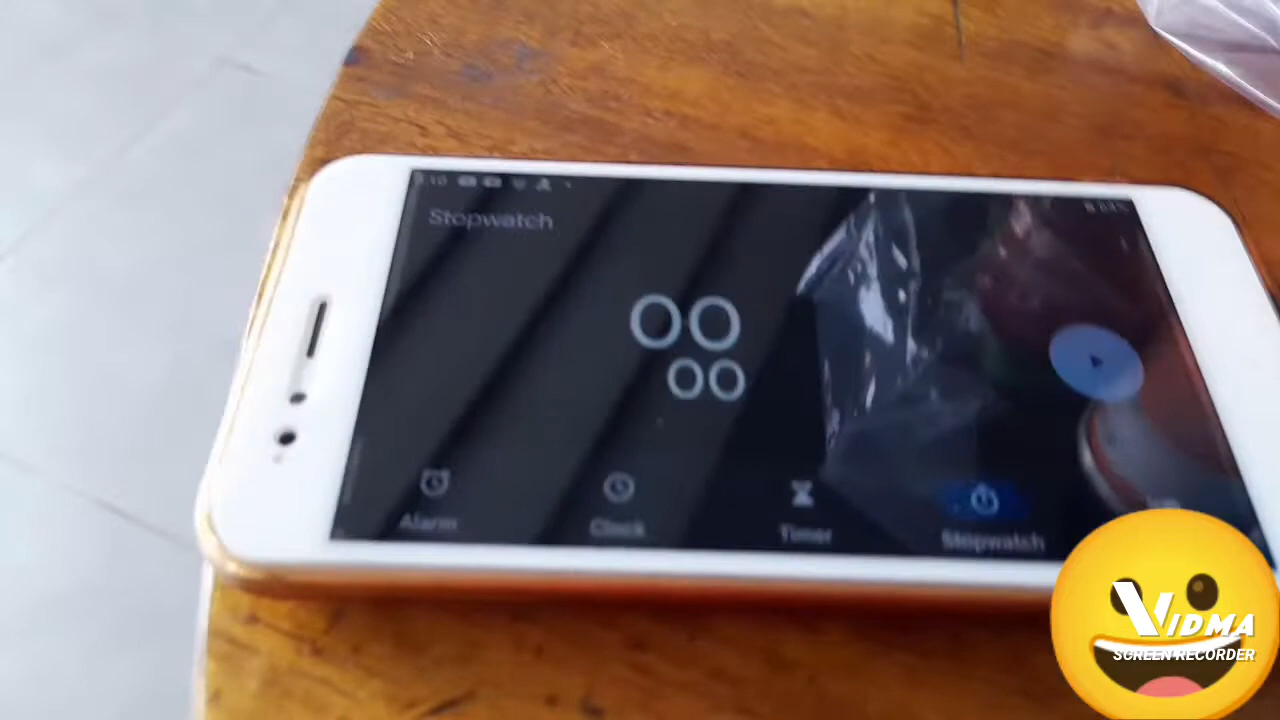 Stopwatch
00
00
Alarm
Clock
Timer
Stopwatch
VIDMA
SCREEN RECORDER